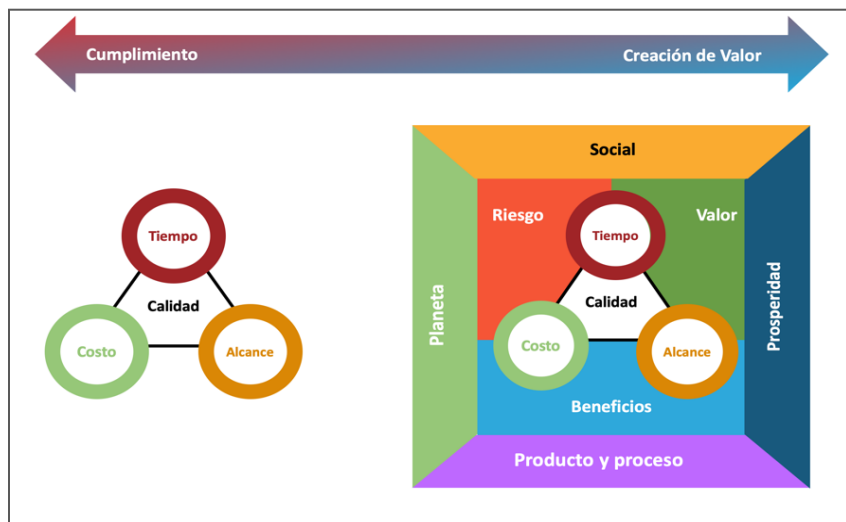 Cumplimiento
Creación de Valor
Tiempo
Calidad
Costo
Alcance
Social
Riesgo
Valor
Tiempo
Planeta
Calidad
Prosperidad
Costo
Alcance
Beneficios
Producto y proceso